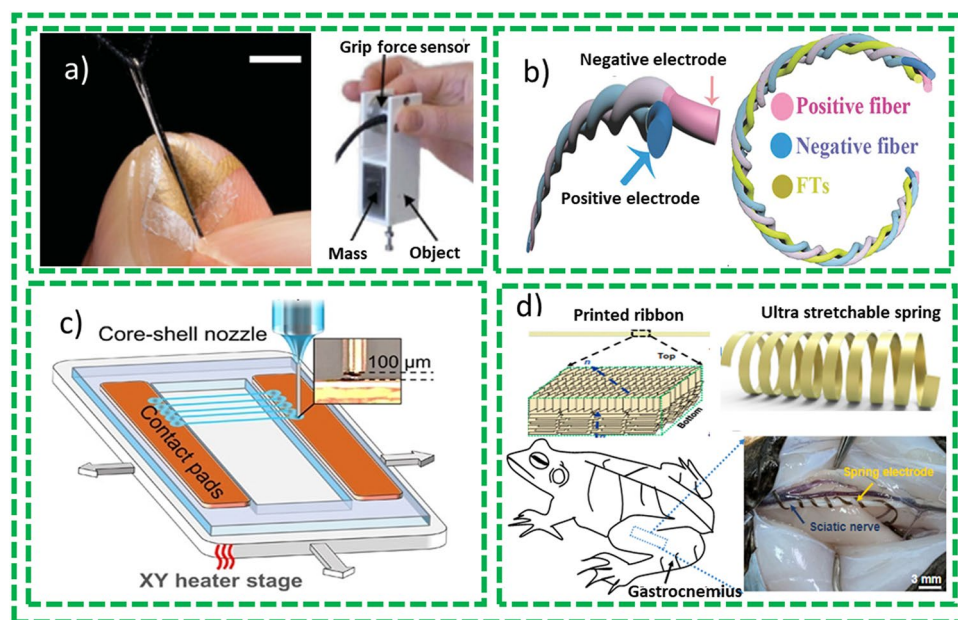 a)
Grip force sensor
Mass
Object
b)
Negative electrode
Positive electrode
Positive fiber
Negative fiber
FTs
c)
Core-shell nozzle
100 µm
Contact pads
XY heater stage
d)
Printed ribbon
Ultra stretchable spring
Top
n
Bottom
Spring electrode
Sciatic nerve
3 mm
Gastrocnemius